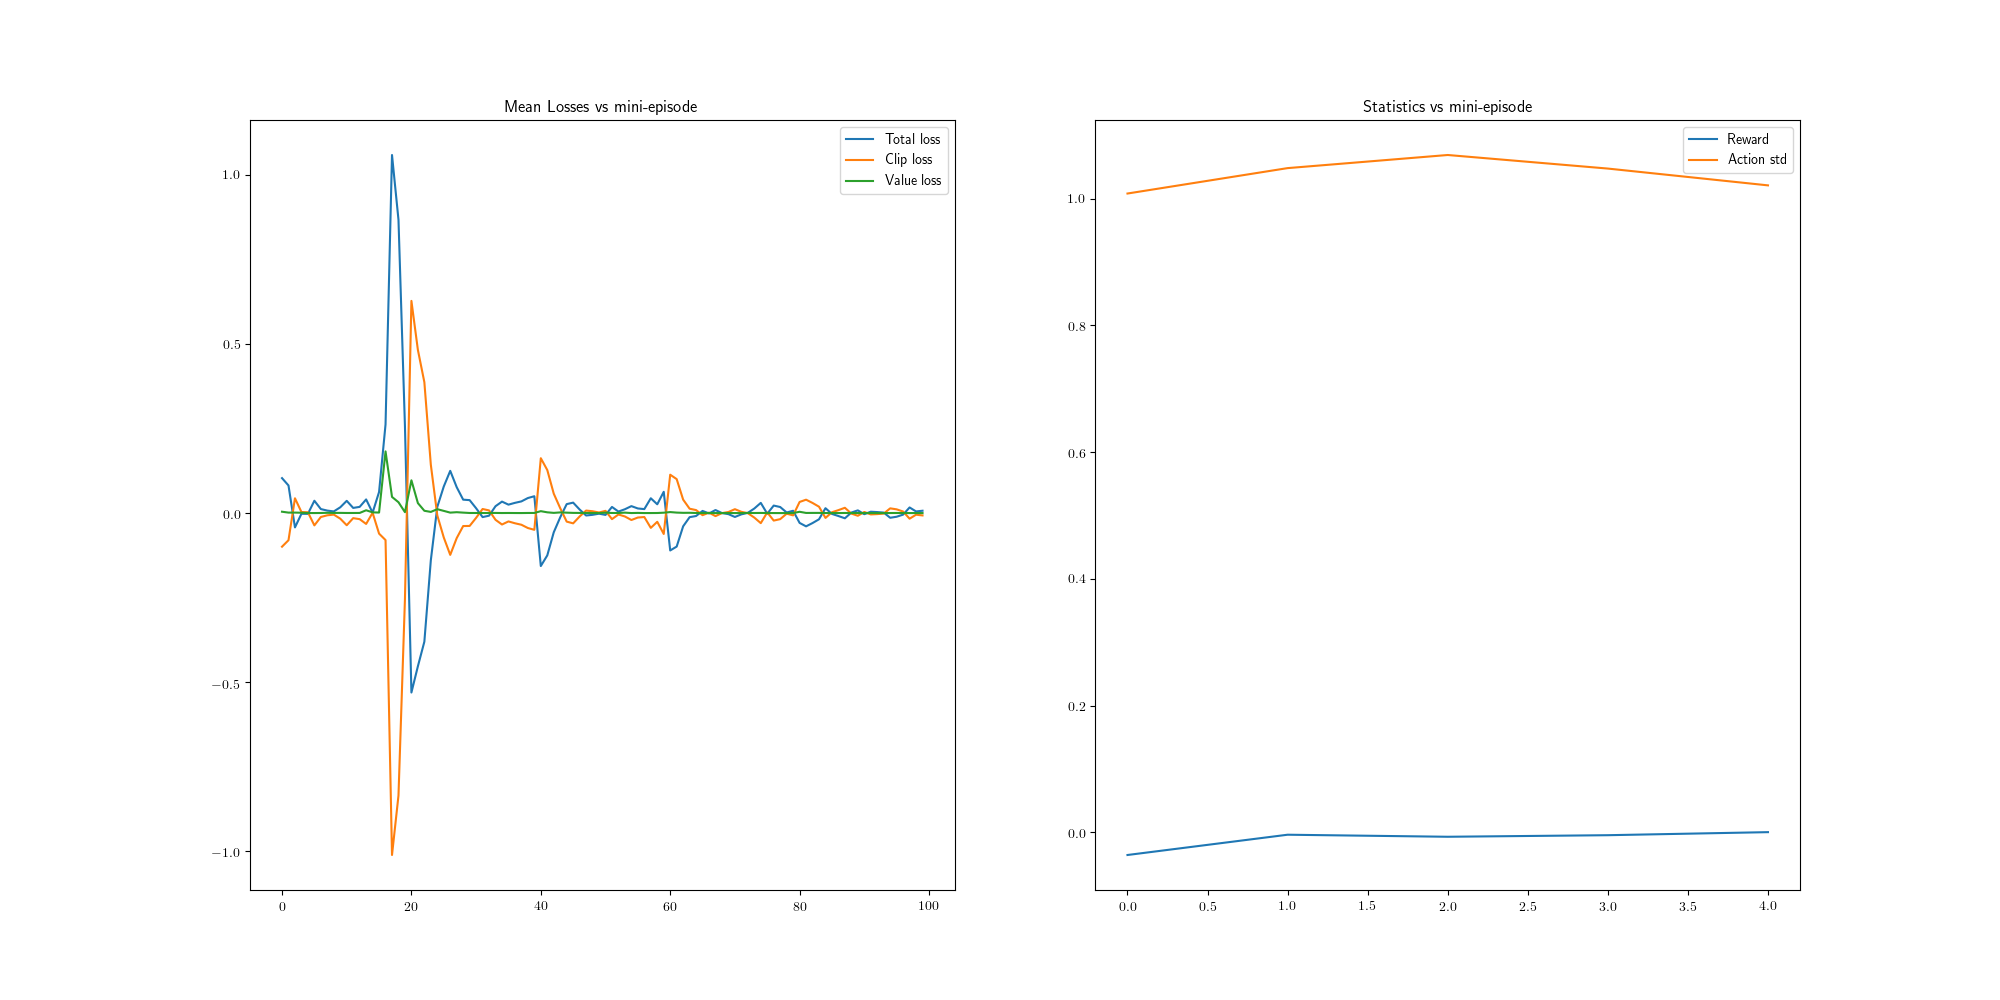 Mean Losses vs mini-episode
Total loss
Clip loss
Value loss
1.0
0.5
0.0
−0.5
−1.0
0 20 40 60 80 100
Statistics vs mini-episode
Reward
Action std
1.0
0.8
0.6
0.4
0.2
0.0
0.0 0.5 1.0 1.5 2.0 2.5 3.0 3.5 4.0